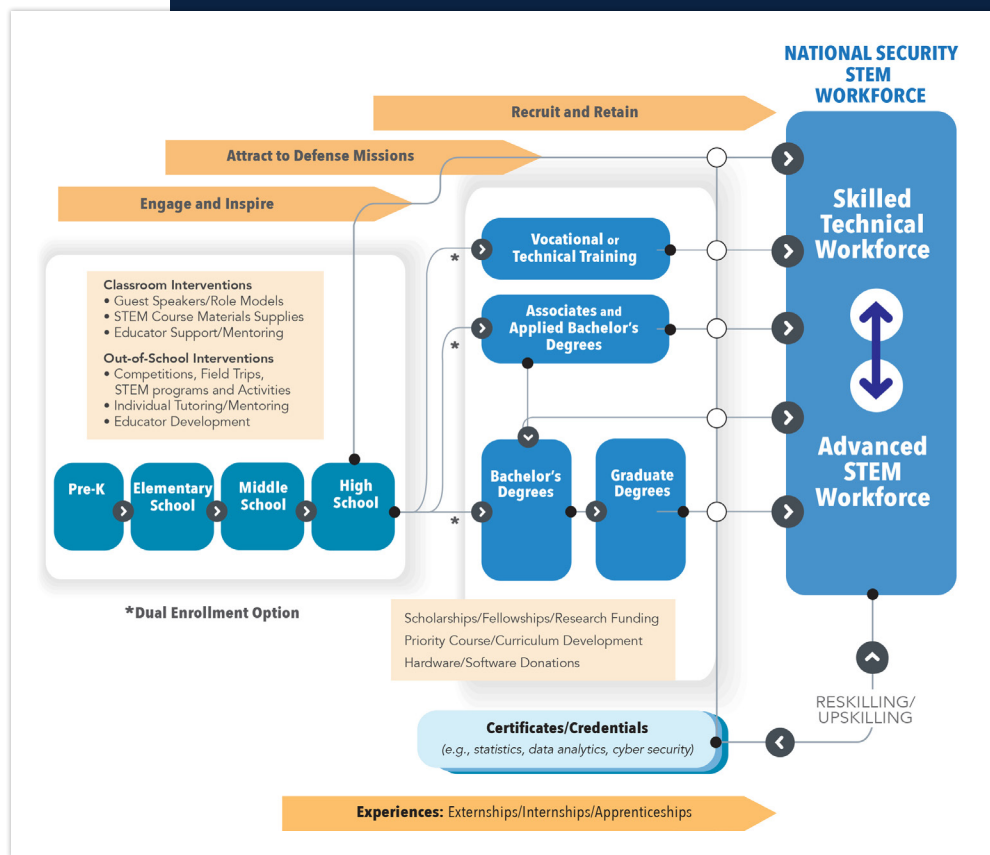 NATIONAL SECURITY
STEM
WORKFORCE
Recruit and Retain
Attract to Defense Missions
Engage and Inspire
Classroom Interventions
• Guest Speakers/Role Models
• STEM Course Materials Supplies
• Educator Support/Mentoring
Out-of-School Interventions
• Competitions, Field Trips,
STEM programs and Activities
• Individual Tutoring/Mentoring
• Educator Development
Pre-K
Elementary
School
Middle
School
High
School
*Dual Enrollment Option
*
Vocational or
Technical Training
*
Associates and
Applied Bachelor's
Degrees
*
Bachelor's
Degrees
Graduate
Degrees
Scholarships/Fellowships/Research Funding
Priority Course/Curriculum Development
Hardware/Software Donations
Skilled
Technical
Workforce
Advanced
STEM
Workforce
RESKILLING/
UPSKILLING
Certificates/Credentials
(e.g., statistics, data analytics, cyber security)
Experiences: Externships/Internships/Apprenticeships